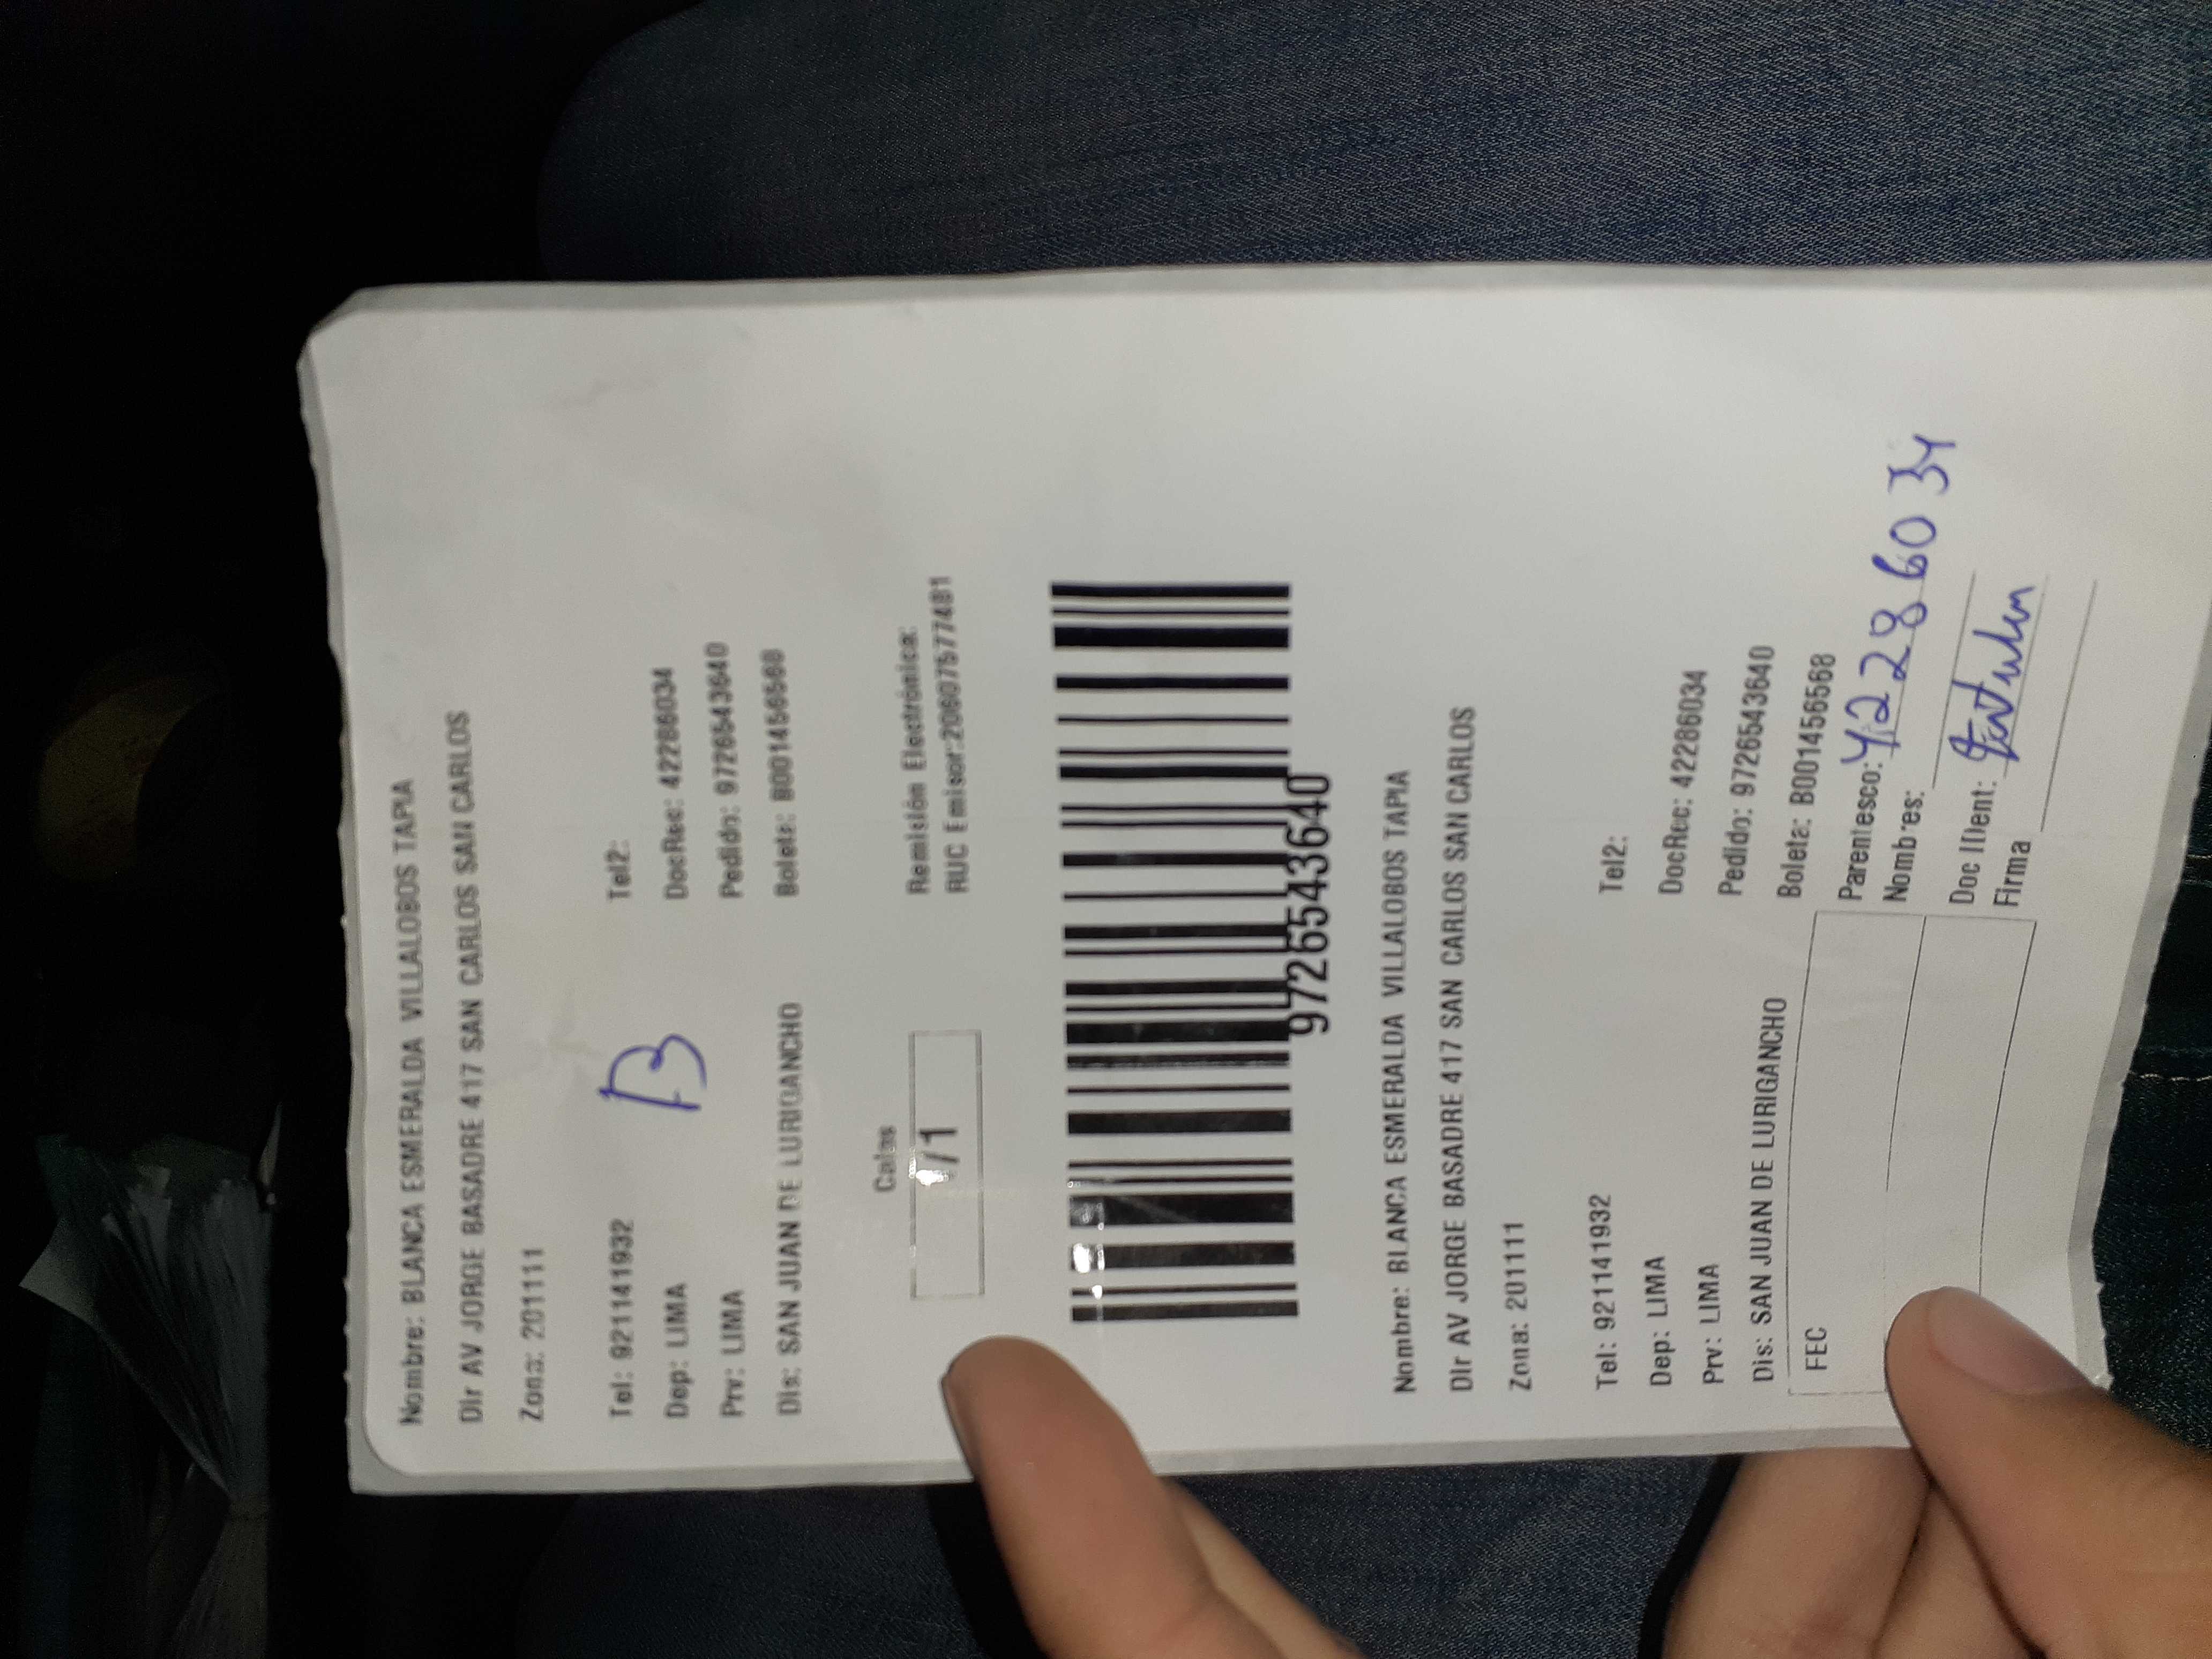 Nombre: BLANCA ESMERALDA VILLALOBOS TAPIA
DIr AV JORGE BASADRE 417 SAN CARLOS SAN CARLOS
Zona: 201111
Tel: 921141932 Tel2:
Dep: LIMA DocRec: 42286034
Prv: LIMA Pedido: 9726543640
Dis: SAN JUAN DE LURIGANCHO Boleta: B001456568
Cajas Remisión Electrónica:
/1 RUC Emisor:20607577481
9726543640
Nombre: BLANCA ESMERALDA VILLALOBOS TAPIA
DIr AV JORGE BASADRE 417 SAN CARLOS SAN CARLOS
Zona: 201111
Tel: 921141932 Tel2:
Dep: LIMA DocRec: 42286034
Prv: LIMA Pedido: 9726543640
Dis: SAN JUAN DE LURIGANCHO Boleta: B001456568
FEC Parentesco: 42286034
Nombres:
Doc IDent:
Firma